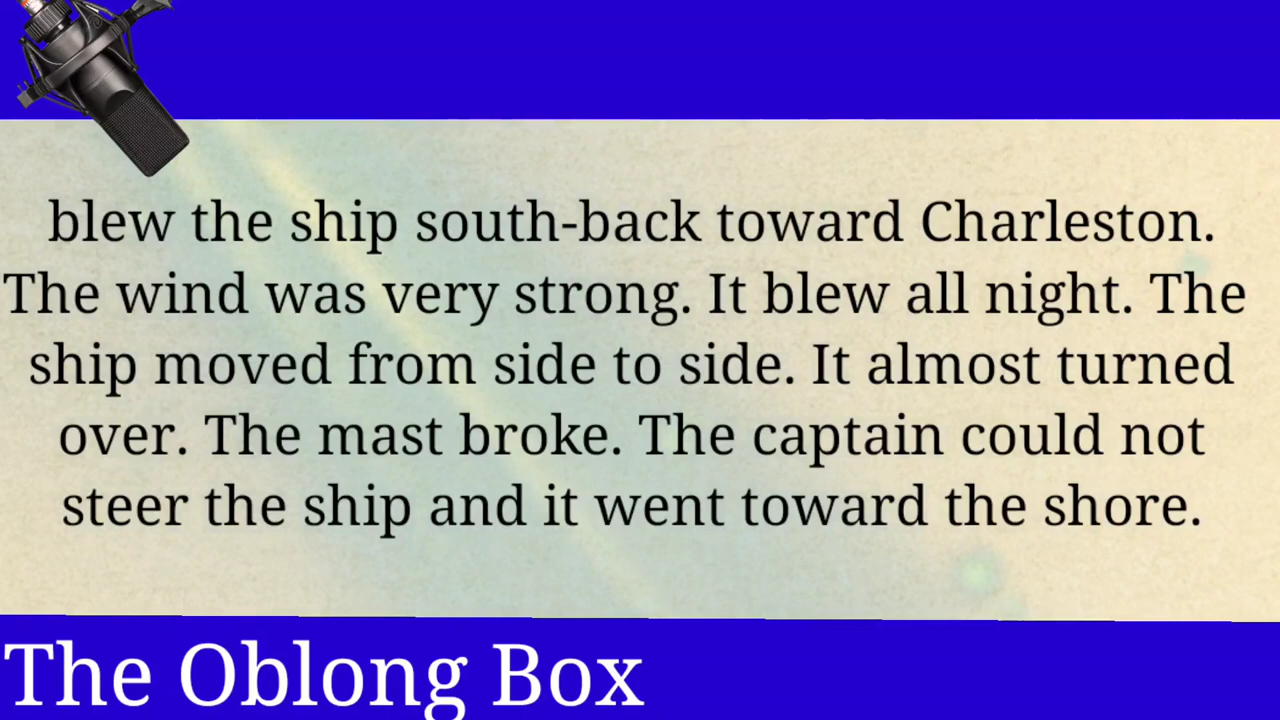 blew the ship south-back toward Charleston.
The wind was very strong. It blew all night. The
ship moved from side to side. It almost turned
over. The mast broke. The captain could not
steer the ship and it went toward the shore.
The Oblong Box